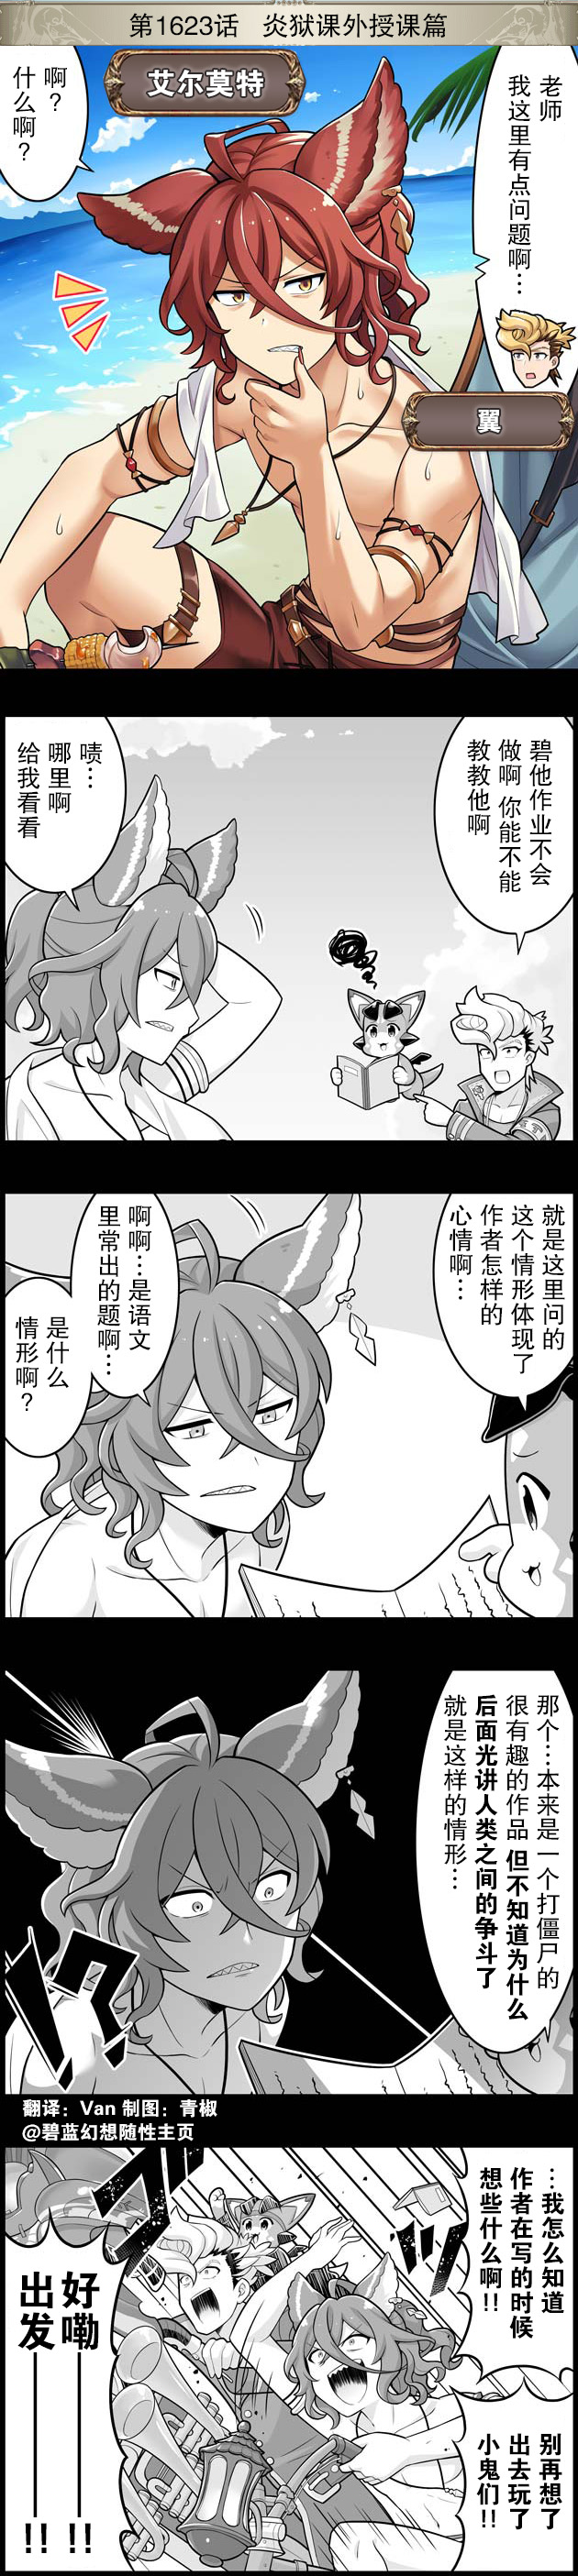 第1623话　炎狱课外授课篇
艾尔莫特
老师
我这里有点问题啊…
啊？
什么啊？
翼
碧他作业不会
做啊 你能不能
教教他啊
啧…
哪里啊
给我看看
就是这里问的
这个情形体现了
作者怎样的
心情啊…
啊啊…是语文
里常出的题啊…
是什么
情形啊？
那个…本来是一个打僵尸的
很有趣的作品 但不知道为什么
后面光讲人类之间的争斗了
就是这样的情形…
翻译：Van 制图：青椒
@碧蓝幻想随性主页
…我怎么知道
作者在写的时候
想些什么啊!!
别再想了
出去玩了
小鬼们!!
好嘞——!!
出发——!!